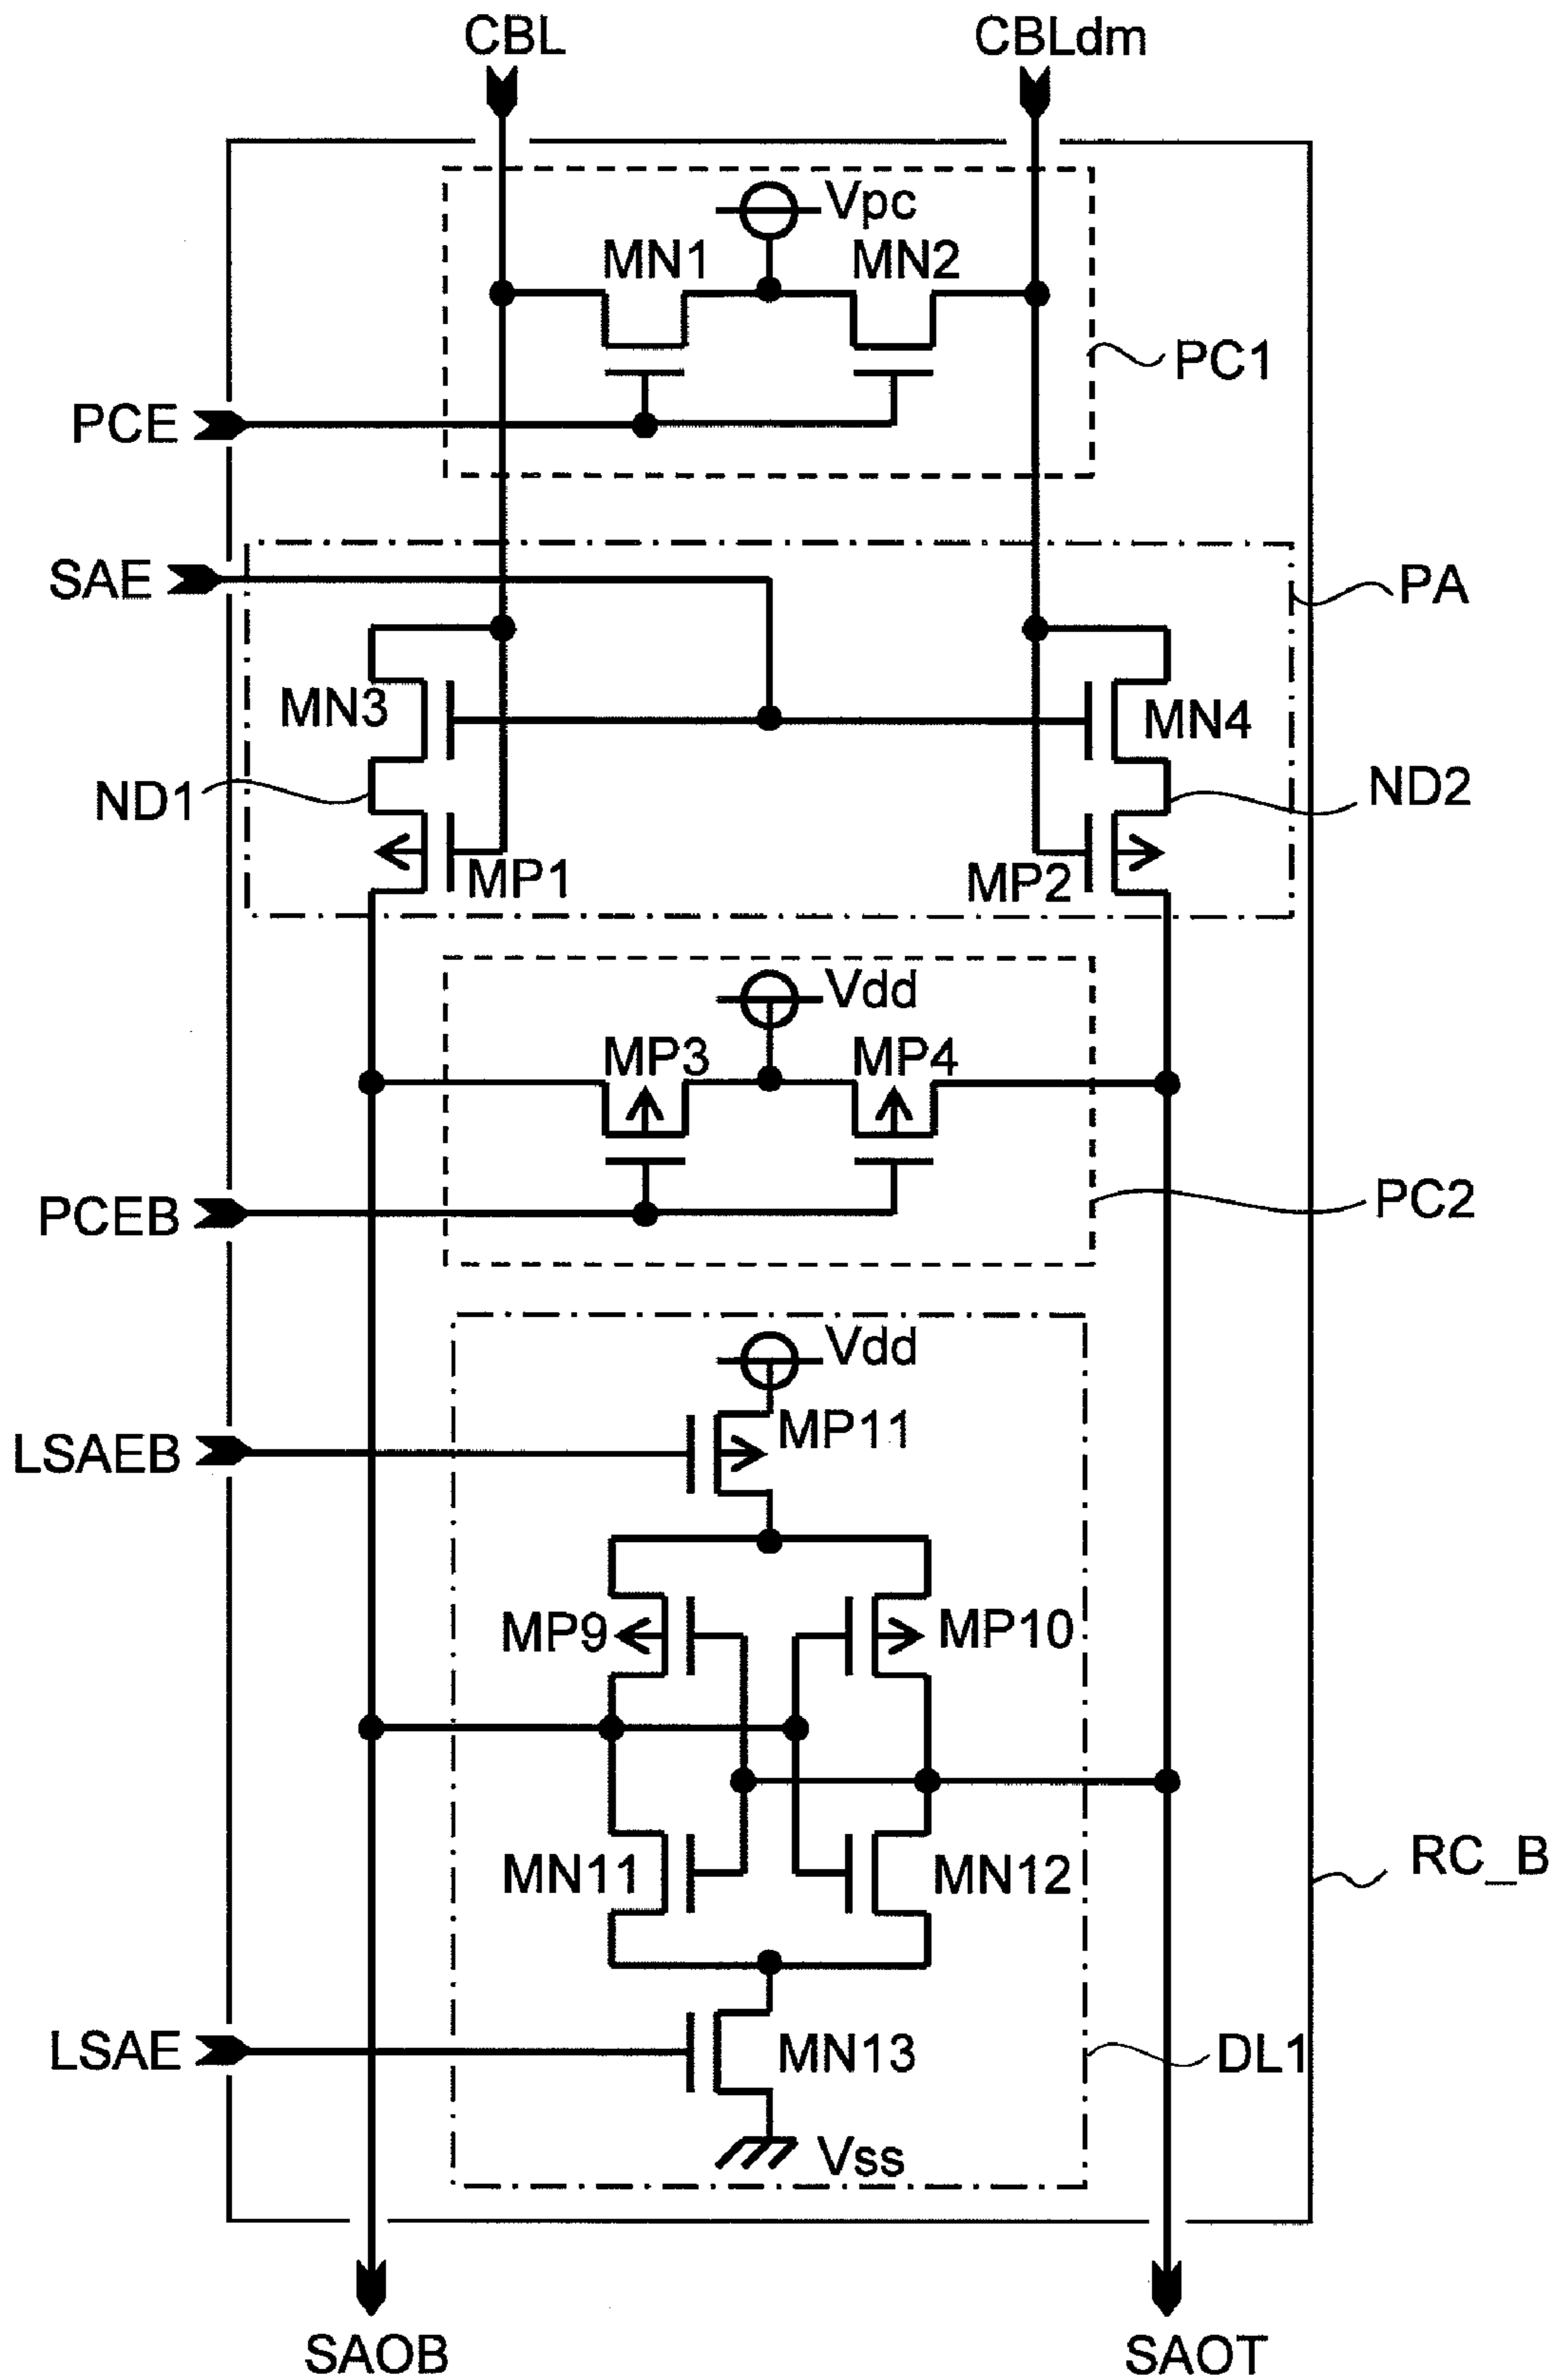 CBL
CBLdm
Vpc
MN1
MN2
PC1
PCE
SAE
PA
MN3
MN4
ND1
ND2
MP1
MP2
Vdd
MP3
MP4
PCEB
PC2
Vdd
MP11
LSAEB
MP9
MP10
MN11
MN12
RC_B
LSAE
MN13
DL1
Vss
SAOB
SAOT